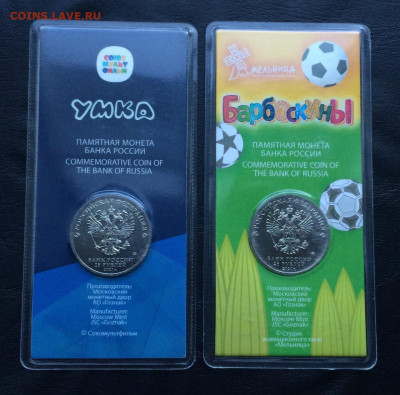 COINS.LAVE.RU
СОЮЗ
МУЛЬТ
ФИЛЬМ
УМКА
ПАМЯТНАЯ МОНЕТА
БАНКА РОССИИ
COMMEMORATIVE COIN OF
THE BANK OF RUSSIA
БАНК РОССИИ
25 РУБЛЕЙ
Производитель:
Московский
монетный двор
АО «Гознак»
Manufacturer:
Moscow Mint
JSC «Goznak»
© Союзмультфильм
МЕЛЬНИЦА
Барбоскины
ПАМЯТНАЯ МОНЕТА
БАНКА РОССИИ
COMMEMORATIVE COIN OF
THE BANK OF RUSSIA
БАНК РОССИИ
25 РУБЛЕЙ
Производитель:
Московский
монетный двор
АО «Гознак»
Manufacturer:
Moscow Mint
JSC «Goznak»
© Студия
анимационного кино
«Мельница»